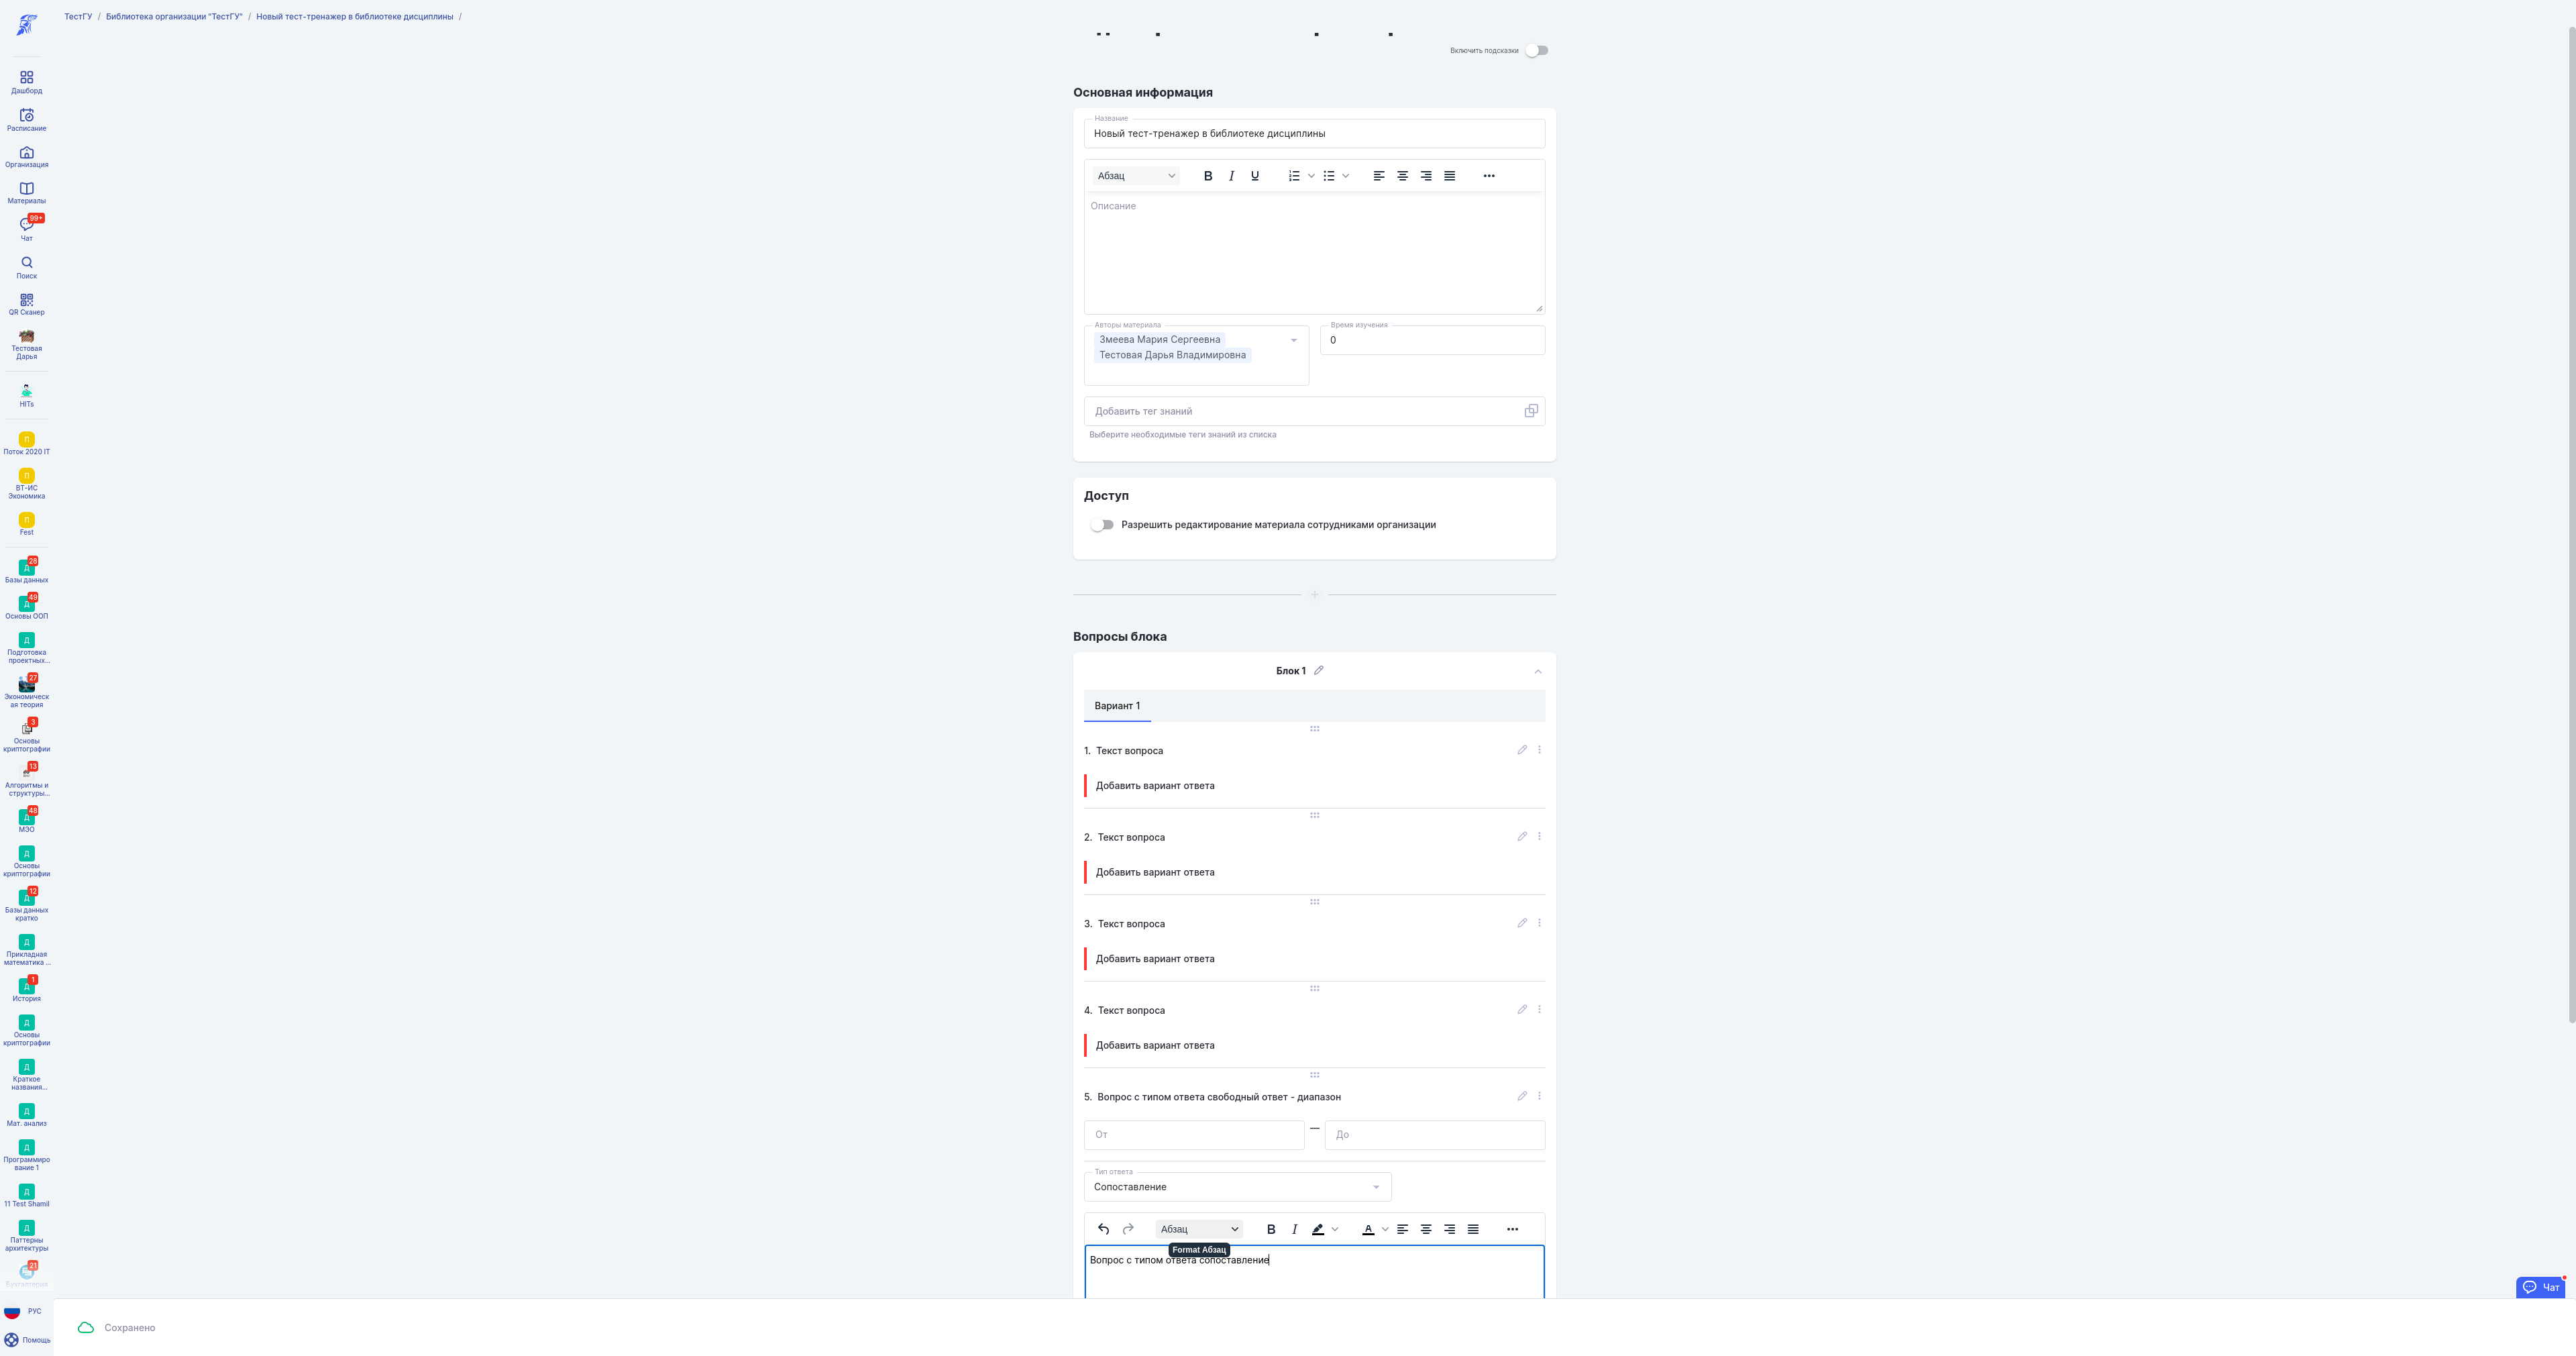 ТестГУ / Библиотека организации "ТестГУ" / Новый тест-тренажер в библиотеке дисциплины /
Дашборд
Расписание
Организация
Материалы
99+
Чат
Поиск
QR Сканер
Тестовая
Дарья
HITs
П
Поток 2020 IT
П
ВТ-ИС
Экономика
П
Fest
28
Д
Базы данных
49
Д
Основы ООП
Д
Подготовка
проектных...
27
Экономическ
ая теория
3
Основы
криптографии
13
Алгоритмы и
структуры...
48
Д
МЭО
Д
Основы
криптографии
12
Д
Базы данных
кратко
Д
Прикладная
математика ...
1
Д
История
Д
Основы
криптографии
Д
Краткое
названия...
Д
Мат. анализ
Д
Программиро
вание 1
Д
11 Test Shamil
Д
Паттерны
архитектуры
21
Бухгалтерия
РУС
Помощь
Включить подсказки
Основная информация
Название
Новый тест-тренажер в библиотеке дисциплины
Абзац
Описание
Авторы материала
Змеева Мария Сергеевна
Тестовая Дарья Владимировна
Время изучения
0
Добавить тег знаний
Выберите необходимые теги знаний из списка
Доступ
Разрешить редактирование материала сотрудниками организации
Вопросы блока
Блок 1
Вариант 1
1. Текст вопроса
Добавить вариант ответа
2. Текст вопроса
Добавить вариант ответа
3. Текст вопроса
Добавить вариант ответа
4. Текст вопроса
Добавить вариант ответа
5. Вопрос с типом ответа свободный ответ - диапазон
От — До
Тип ответа
Сопоставление
Абзац
Format Абзац
Вопрос с типом ответа сопоставление
Чат
Сохранено